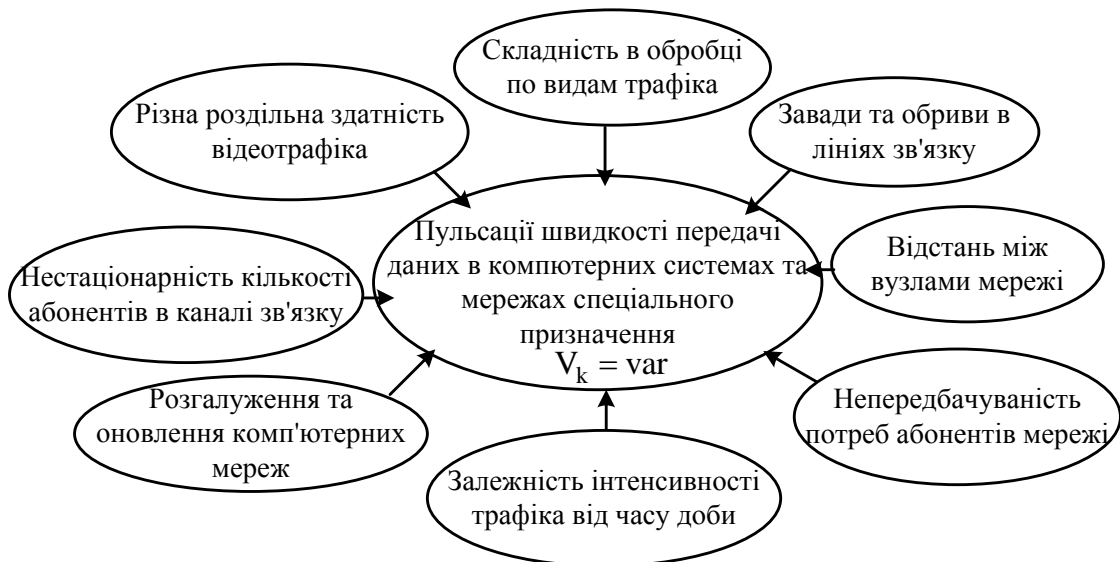 Складність в обробці
по видам трафіка
Різна роздільна здатність
відеотрафіка
Завади та обриви в
лініях зв'язку
Пульсації швидкості передачі
даних в компютерних системах та
мережах спеціального
призначення
V_k = var
Нестаціонарність кількості
абонентів в каналі зв'язку
Відстань між
вузлами мережі
Розгалуження та
оновлення комп'ютерних
мереж
Непередбачуваність
потреб абонентів мережі
Залежність інтенсивності
трафіка від часу доби